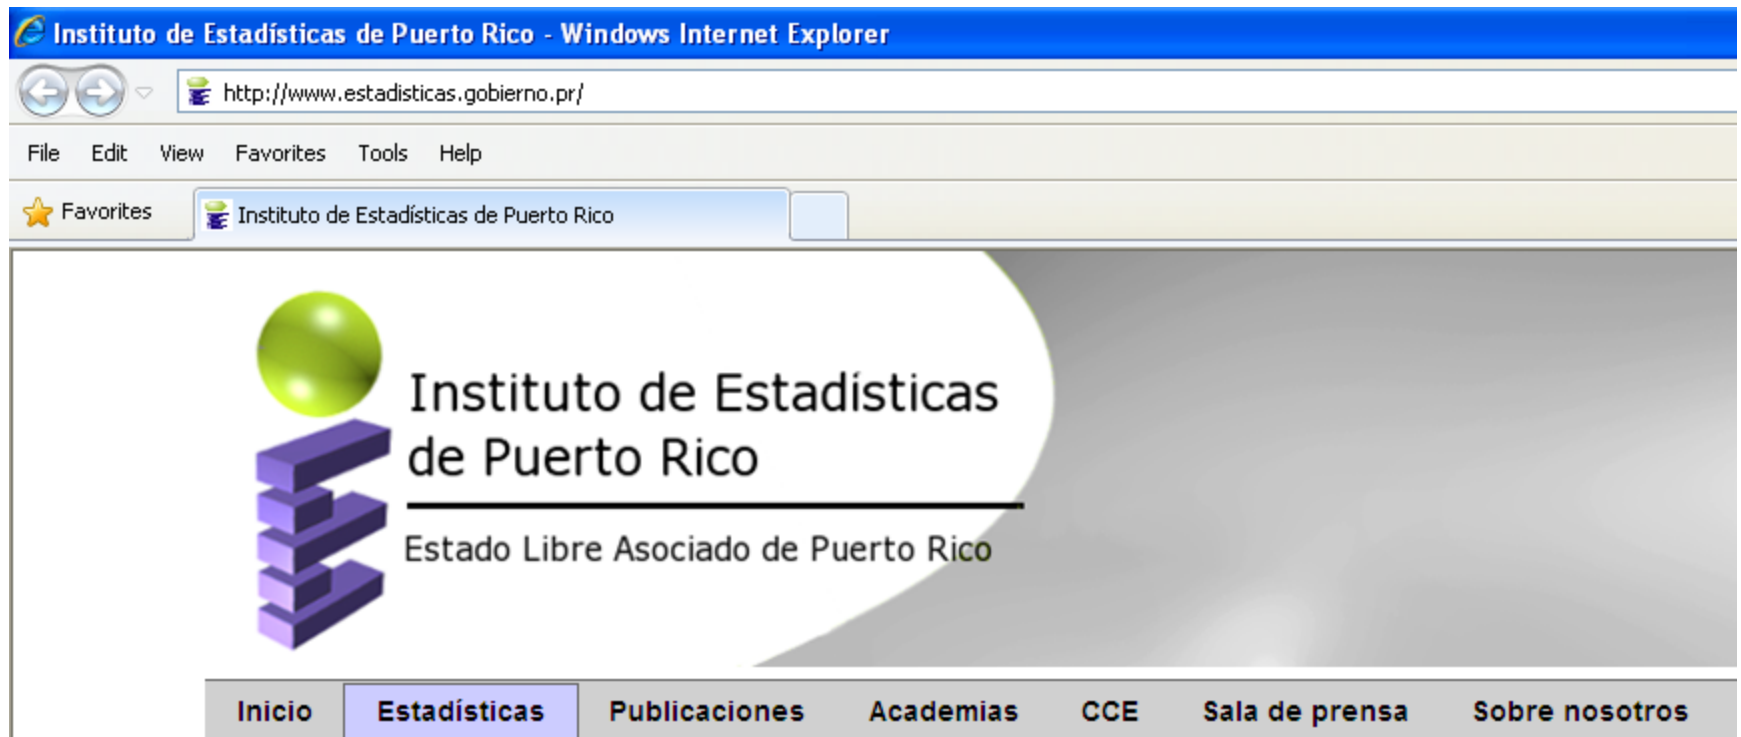 Instituto de Estadísticas de Puerto Rico - Windows Internet Explorer
http://www.estadisticas.gobierno.pr/
File Edit View Favorites Tools Help
Favorites Instituto de Estadísticas de Puerto Rico
Instituto de Estadísticas
de Puerto Rico
Estado Libre Asociado de Puerto Rico
Inicio Estadísticas Publicaciones Academias CCE Sala de prensa Sobre nosotros